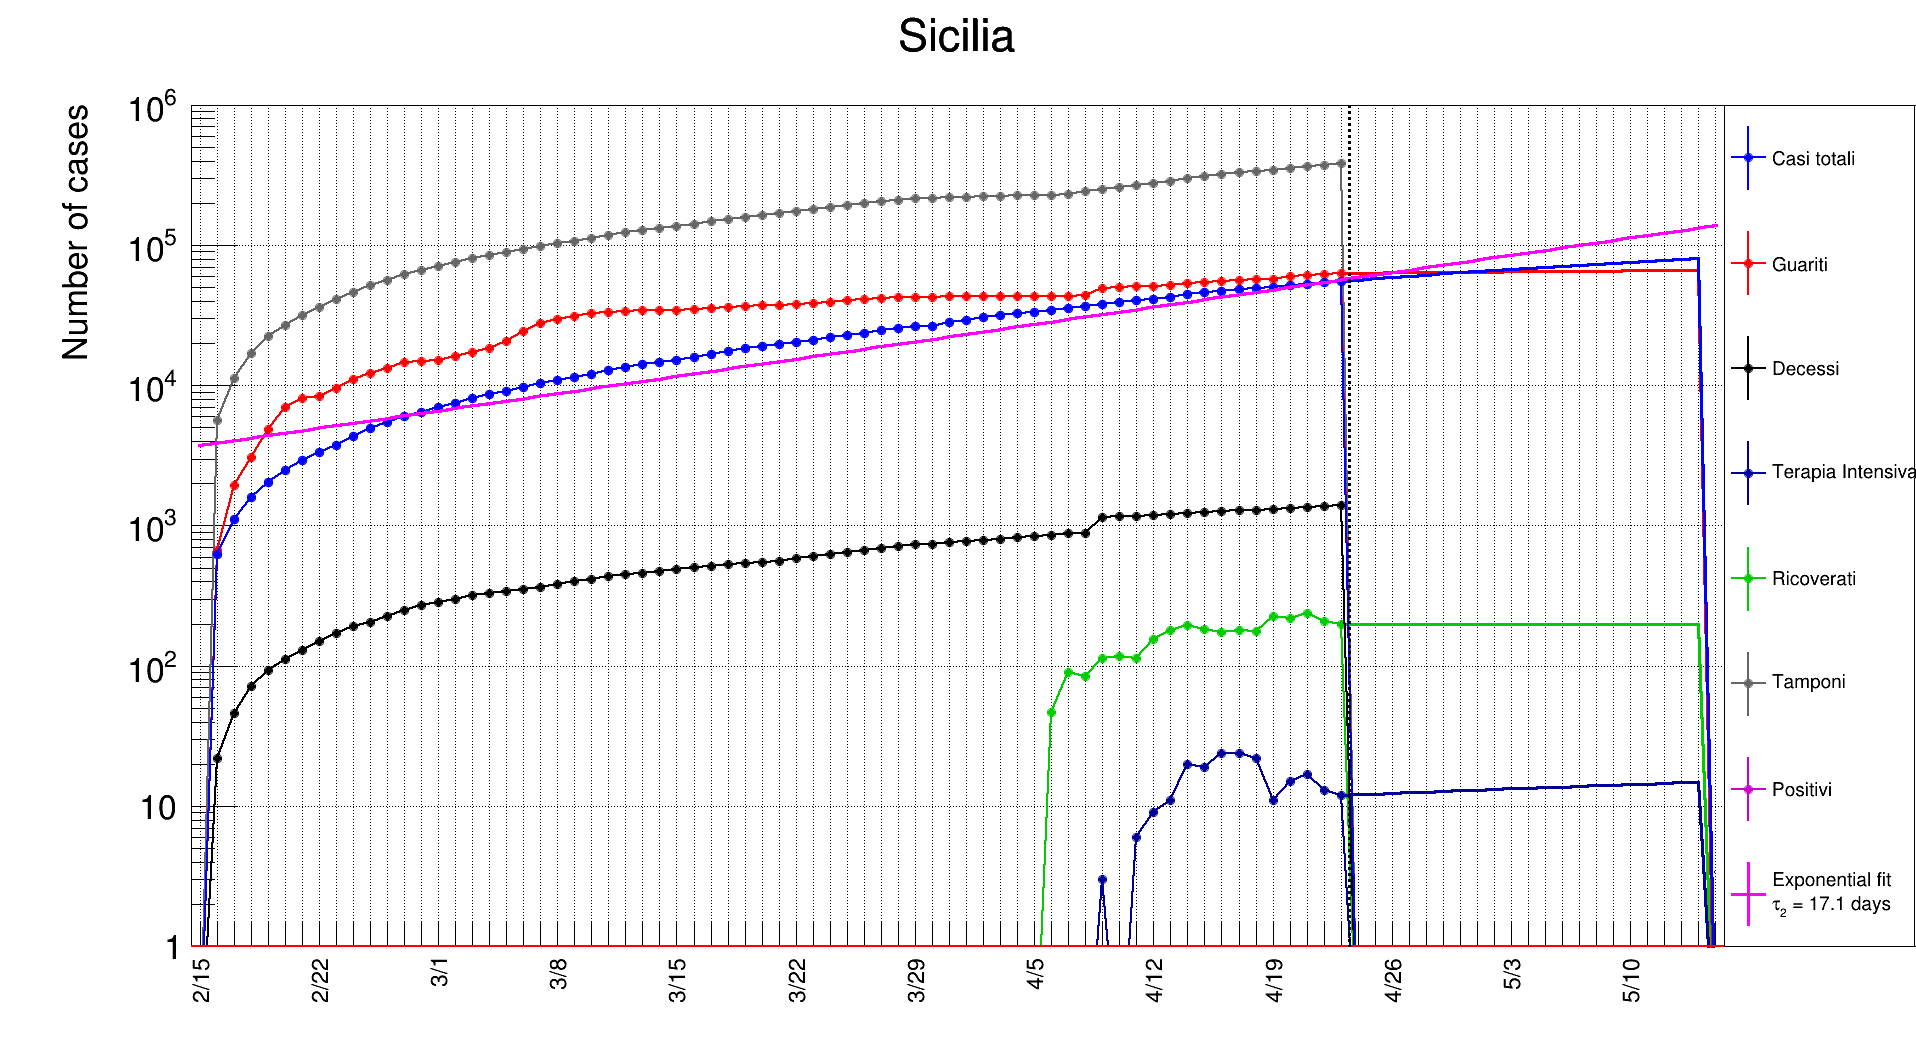 Sicilia
Number of cases
10^6
10^5
10^4
10^3
10^2
10
1
2/15 2/22 3/1 3/8 3/15 3/22 3/29 4/5 4/12 4/19 4/26 5/3 5/10
Casi totali
Guariti
Decessi
Terapia Intensiva
Ricoverati
Tamponi
Positivi
Exponential fit
τ₂ = 17.1 days